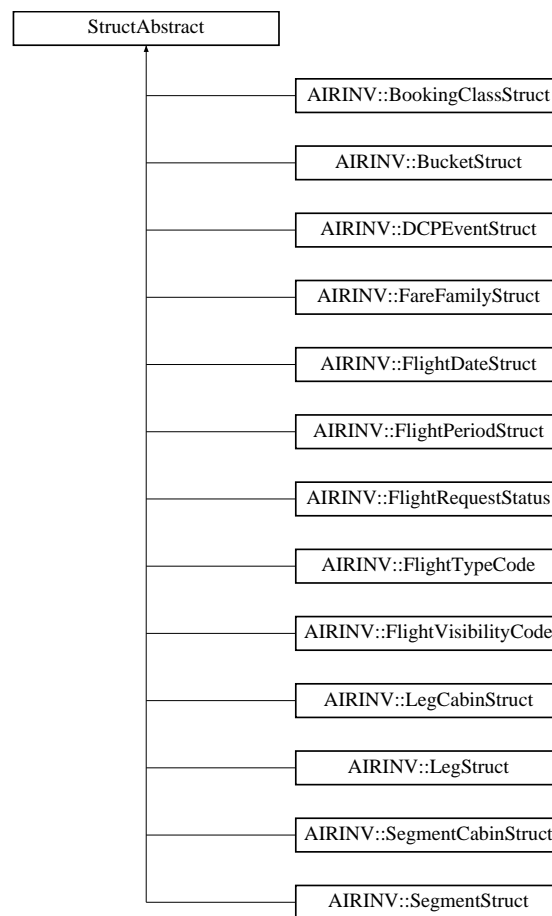 StructAbstract
AIRINV::BookingClassStruct
AIRINV::BucketStruct
AIRINV::DCPEventStruct
AIRINV::FareFamilyStruct
AIRINV::FlightDateStruct
AIRINV::FlightPeriodStruct
AIRINV::FlightRequestStatus
AIRINV::FlightTypeCode
AIRINV::FlightVisibilityCode
AIRINV::LegCabinStruct
AIRINV::LegStruct
AIRINV::SegmentCabinStruct
AIRINV::SegmentStruct